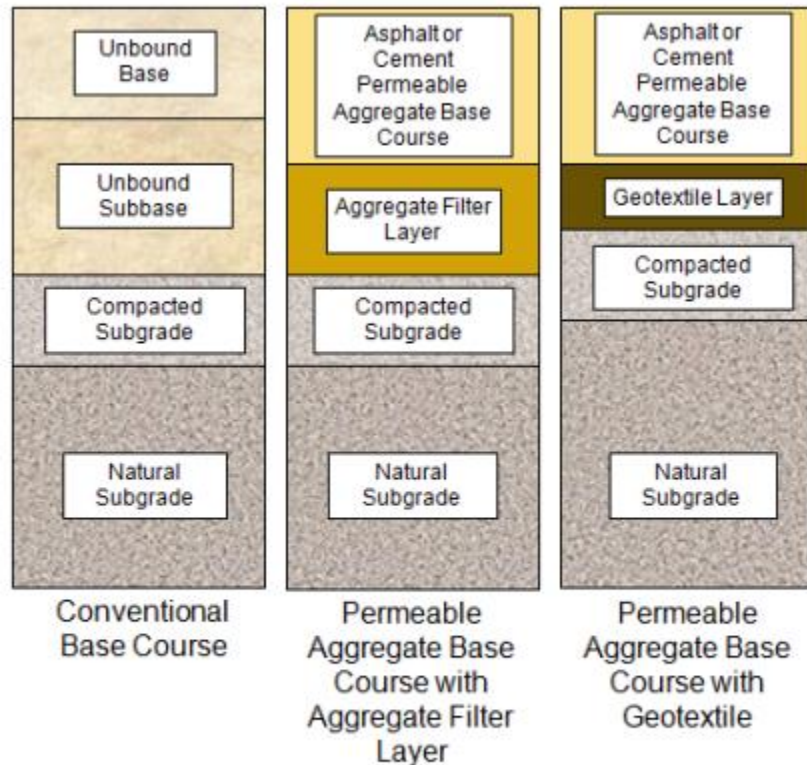 Unbound
Base
Unbound
Subbase
Compacted
Subgrade
Natural
Subgrade
Conventional
Base Course
Asphalt or
Cement
Permeable
Aggregate Base
Course
Aggregate Filter
Layer
Compacted
Subgrade
Natural
Subgrade
Permeable
Aggregate Base
Course with
Aggregate Filter
Layer
Asphalt or
Cement
Permeable
Aggregate Base
Course
Geotextile Layer
Compacted
Subgrade
Natural
Subgrade
Permeable
Aggregate Base
Course with
Geotextile